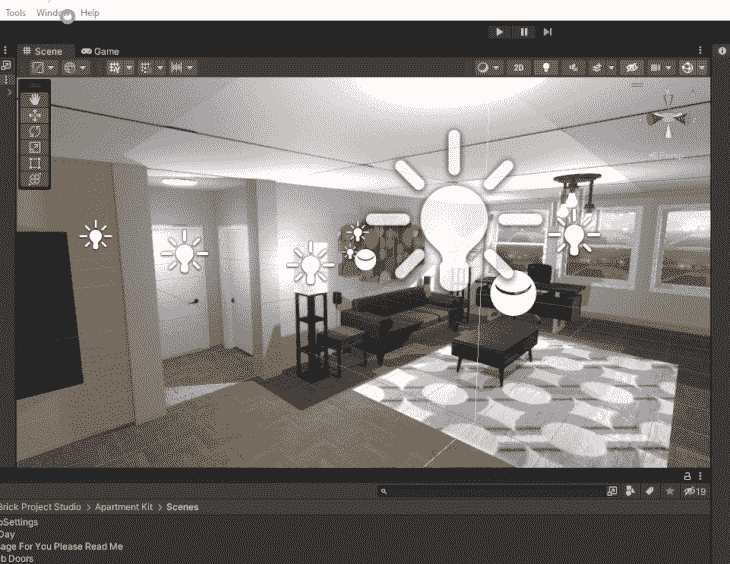 Tools Window Help
Scene Game
2D
Persp
19
Brick Project Studio > Apartment Kit > Scenes
Settings
Day
age For You Please Read Me
b Doors